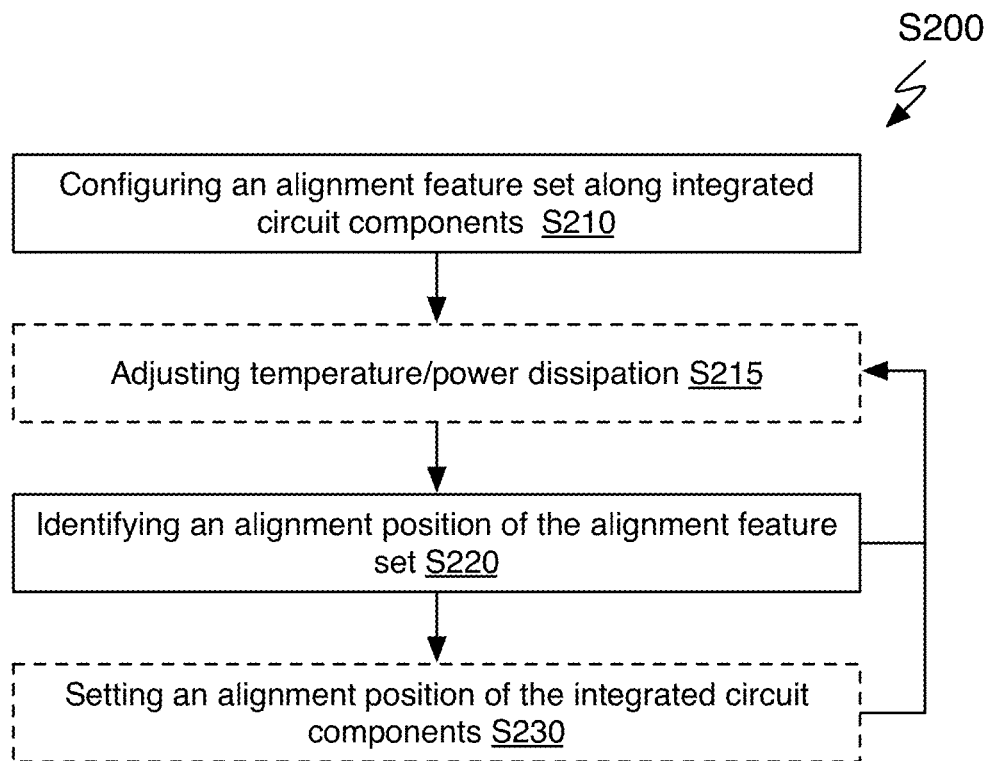 S200
Configuring an alignment feature set along integrated
circuit components S210
Adjusting temperature/power dissipation S215
Identifying an alignment position of the alignment feature
set S220
Setting an alignment position of the integrated circuit
components S230